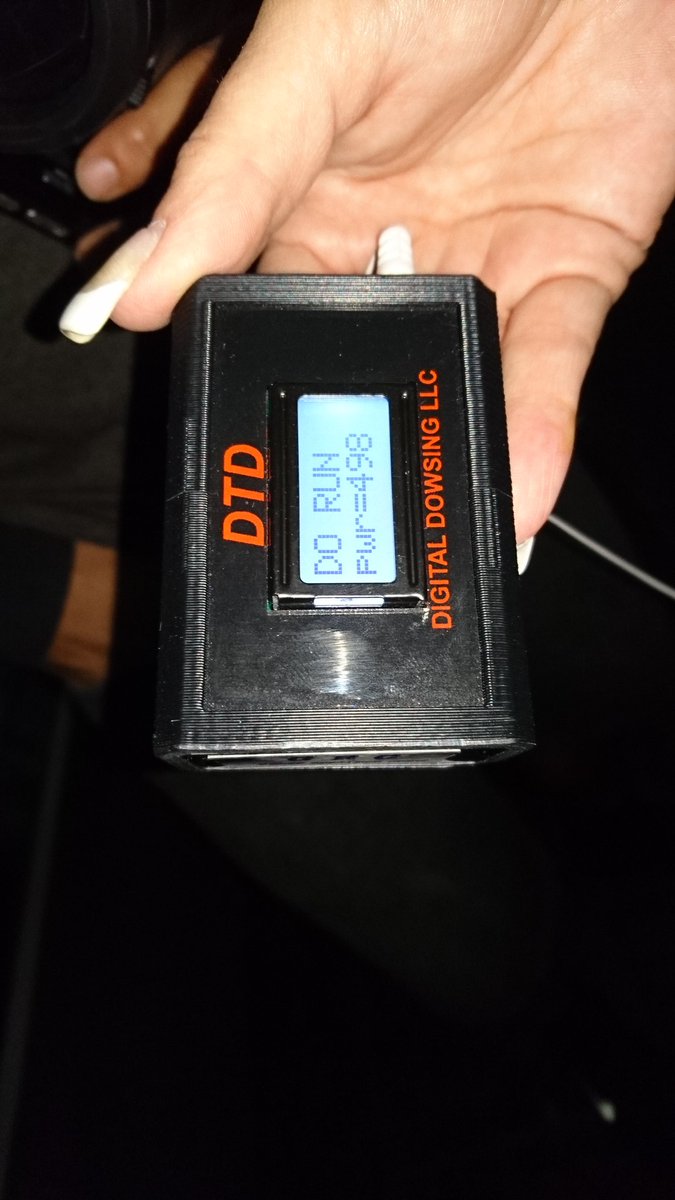 DTD
DO RUN
Pwr=498
DIGITAL DOWSING LLC